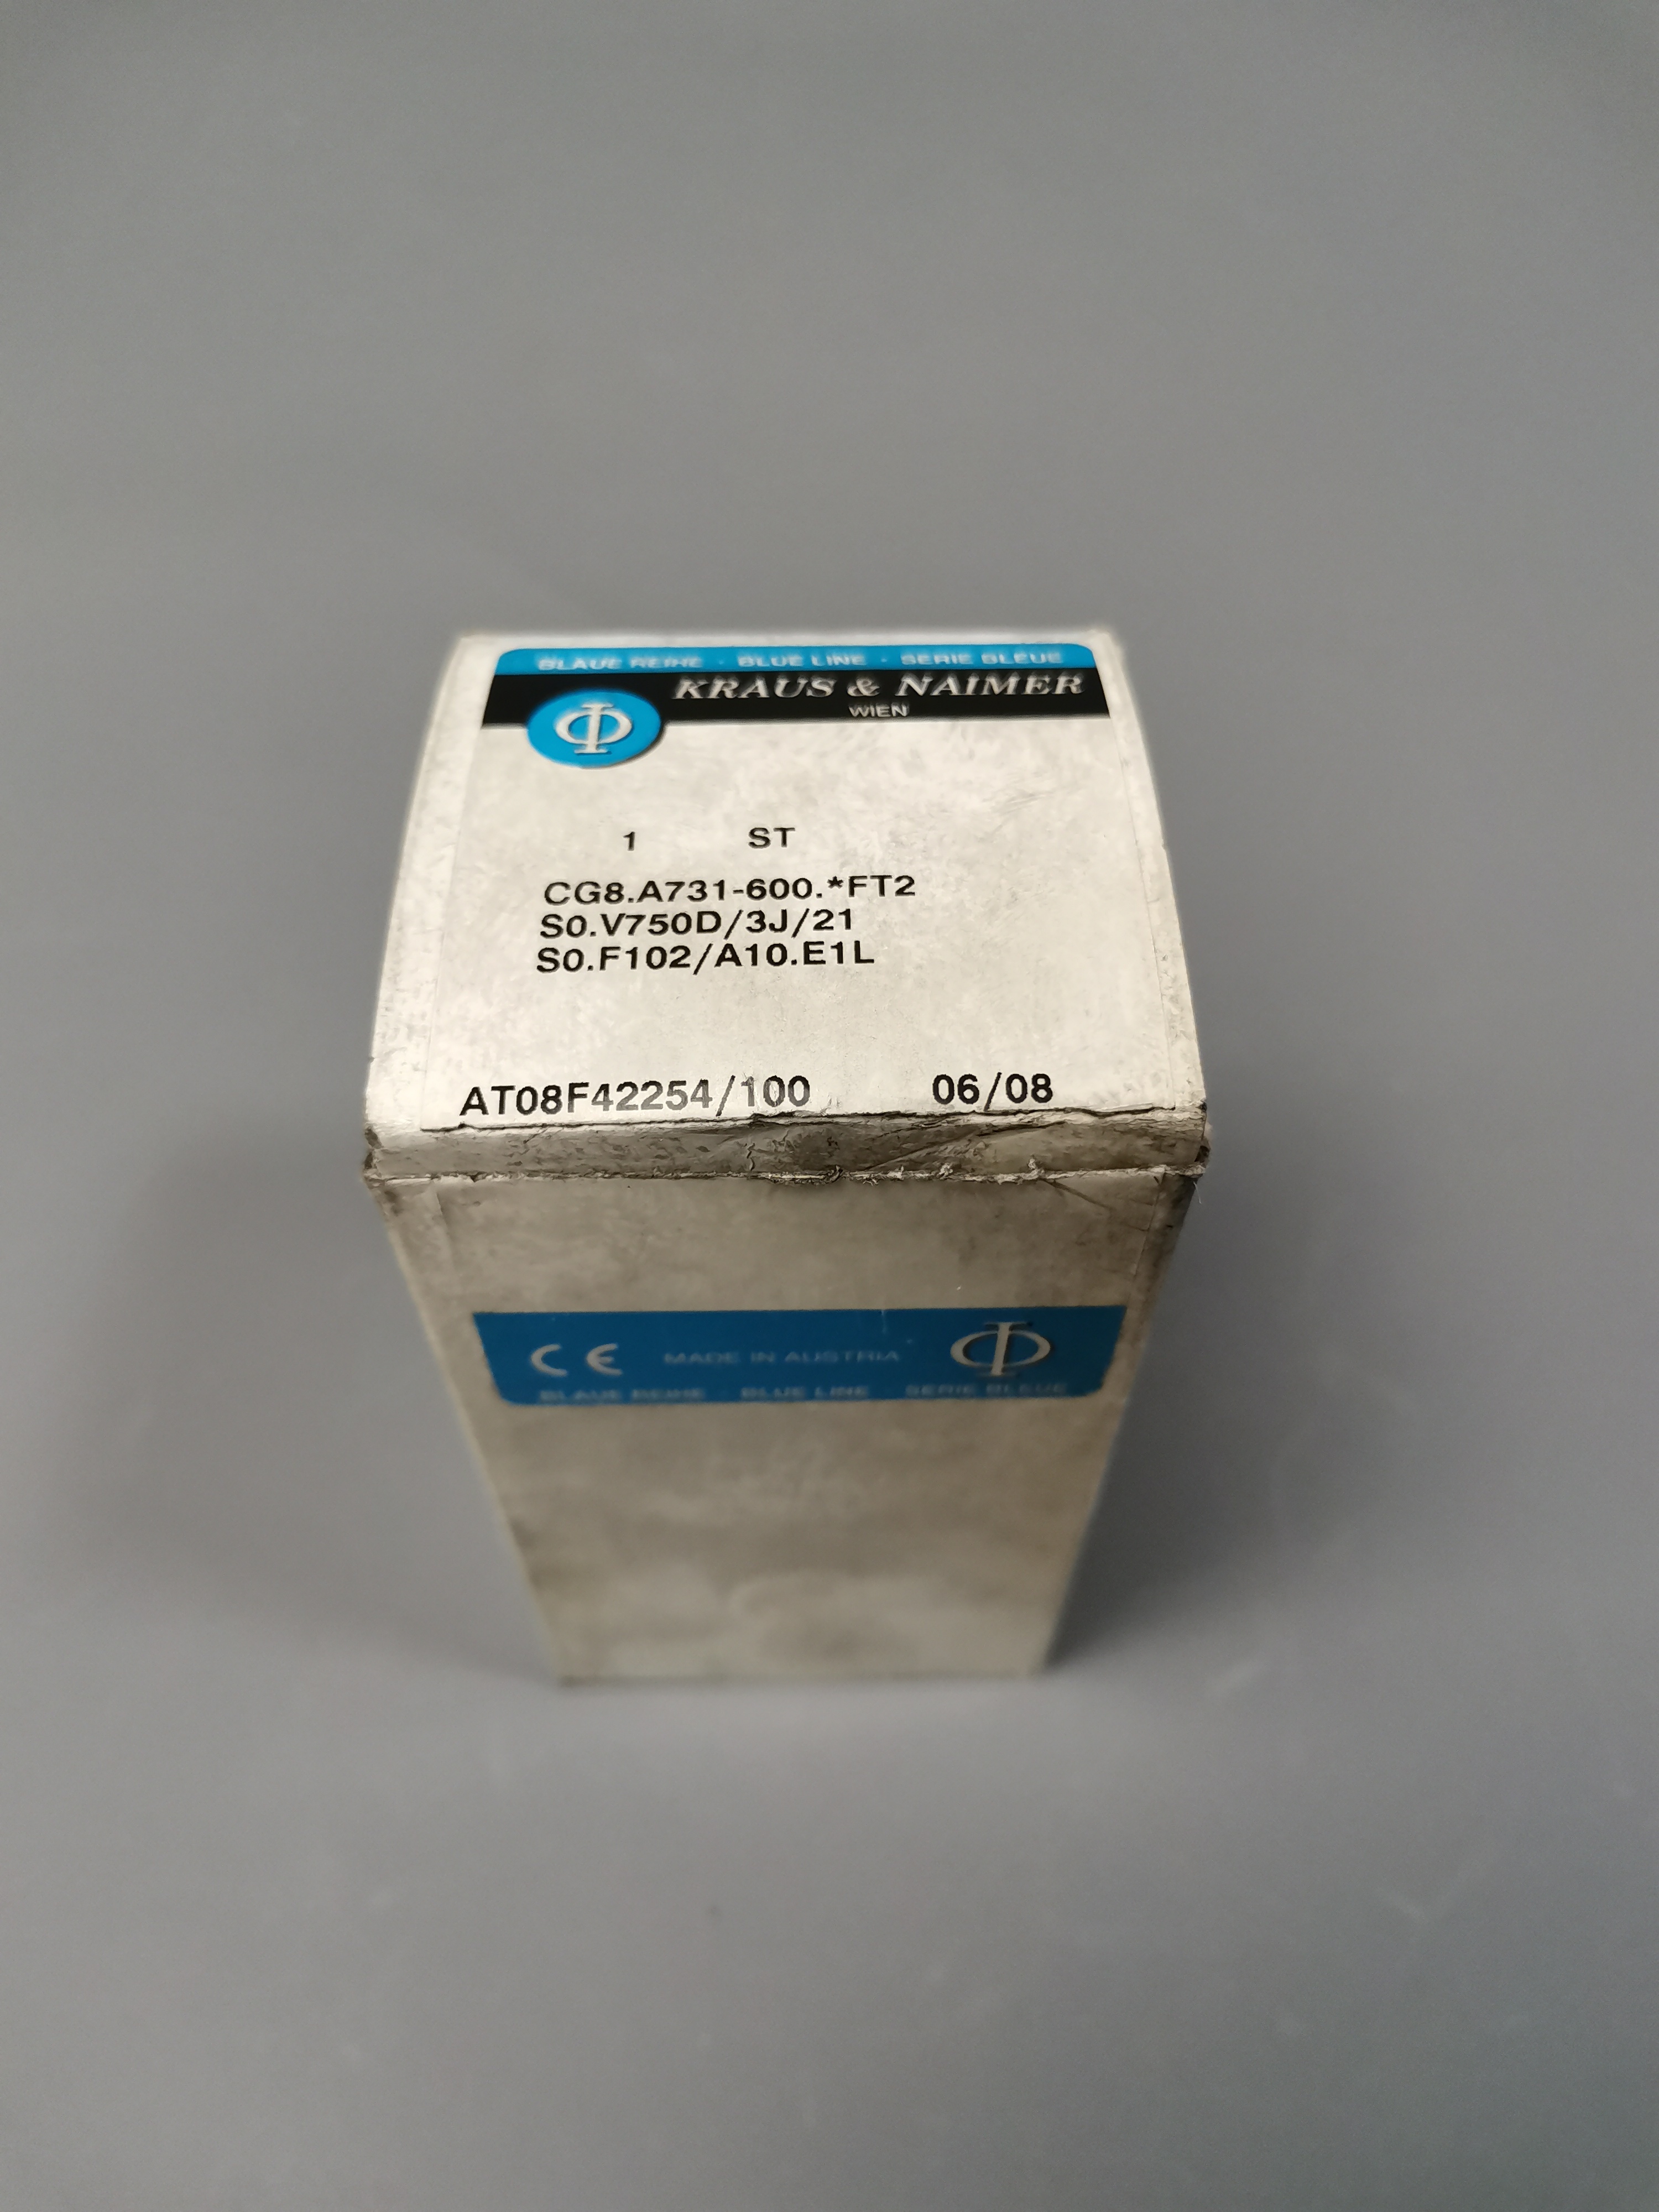 BLAUE REIHE · BLUE LINE · SERIE BLEUE
KRAUS & NAIMER
WIEN
1 ST
CG8.A731-600.*FT2
S0.V750D/3J/21
S0.F102/A10.E1L
AT08F42254/100 06/08
CE MADE IN AUSTRIA
BLAUE REIHE BLUE LINE SERIE BLEUE